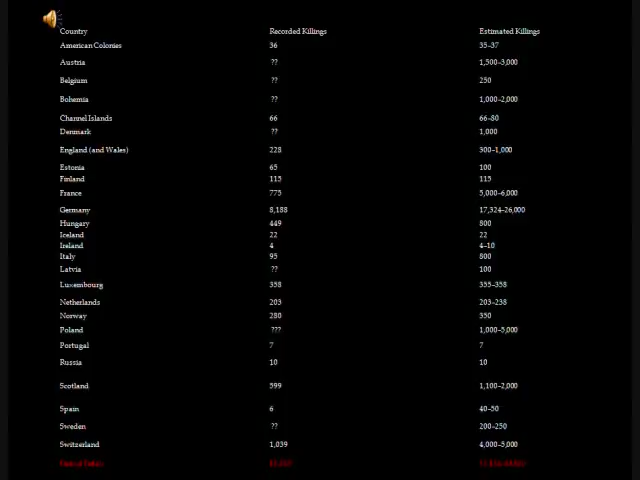 Country Recorded Killings Estimated Killings
American Colonies 36 35-37
Austria ?? 1,500-3,000
Belgium ?? 250
Bohemia ?? 1,000-2,000
Channel Islands 66 66-80
Denmark ?? 1,000
England (and Wales) 228 300-1,000
Estonia 65 100
Finland 115 115
France 775 5,000-6,000
Germany 8,188 17,324-26,000
Hungary 449 800
Iceland 22 22
Ireland 4 4-10
Italy 95 800
Latvia ?? 100
Luxembourg 358 355-358
Netherlands 203 203-238
Norway 280 350
Poland ??? 1,000-5,000
Portugal 7 7
Russia 10 10
Scotland 599 1,100-2,000
Spain 6 40-50
Sweden ?? 200-250
Switzerland 1,039 4,000-5,000